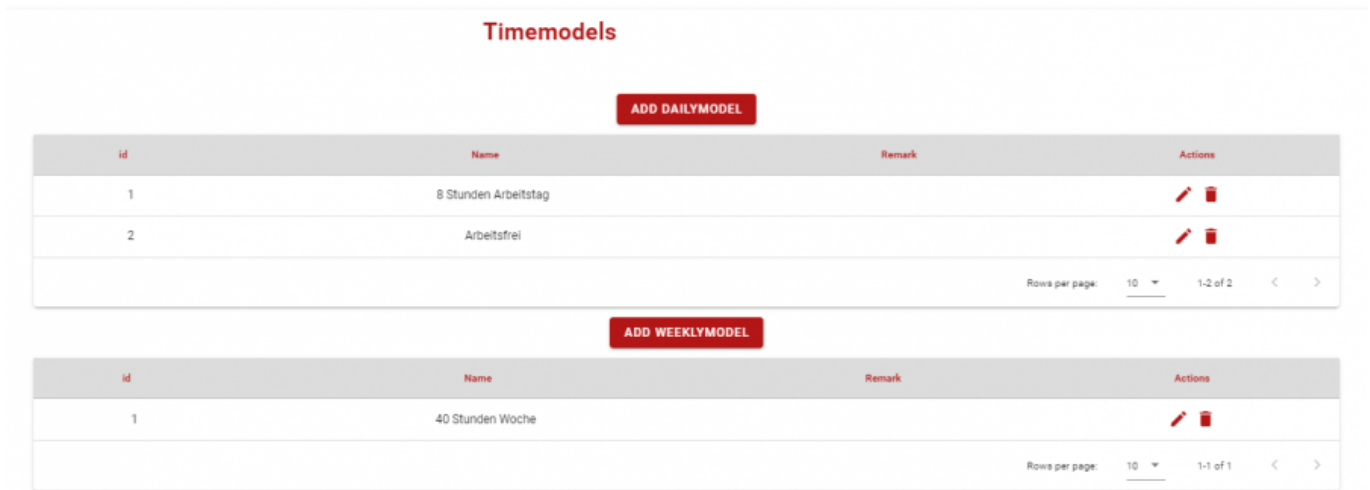 Timemodels
ADD DAILYMODEL
id Name Remark Actions
1 8 Stunden Arbeitstag
2 Arbeitsfrei
Rows per page: 10 1-2 of 2
ADD WEEKLYMODEL
id Name Remark Actions
1 40 Stunden Woche
Rows per page: 10 1-1 of 1